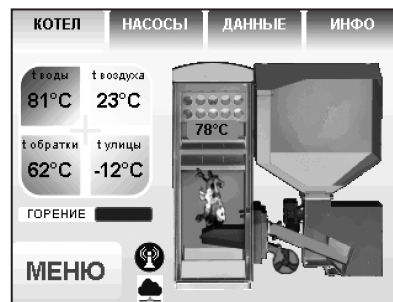 КОТЕЛ НАСОСЫ ДАННЫЕ ИНФО
t воды t воздуха
81°C 23°C
78°C
t обратки t улицы
62°C -12°C
ГОРЕНИЕ
МЕНЮ